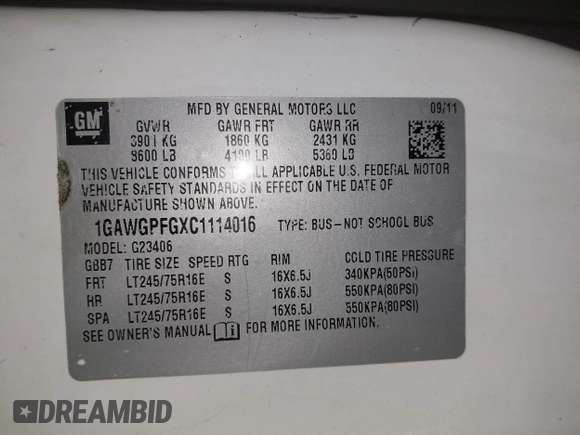 GM
MFD BY GENERAL MOTORS LLC 09/11
GVWR GAWR FRT GAWR RR
3901 KG 1860 KG 2431 KG
8600 LB 4100 LB 5360 LB
THIS VEHICLE CONFORMS TO ALL APPLICABLE U.S. FEDERAL MOTOR
VEHICLE SAFETY STANDARDS IN EFFECT ON THE DATE OF
MANUFACTURE SHOWN ABOVE.
1GAWGPFGXC1114016 TYPE: BUS-NOT SCHOOL BUS
MODEL: G23406
GBB7 TIRE SIZE SPEED RTG RIM COLD TIRE PRESSURE
FRT LT245/75R16E S 16X6.5J 340KPA(50PSI)
RR LT245/75R16E S 16X6.5J 550KPA(80PSI)
SPA LT245/75R16E S 16X6.5J 550KPA(80PSI)
SEE OWNER'S MANUAL i FOR MORE INFORMATION.
DREAMBID